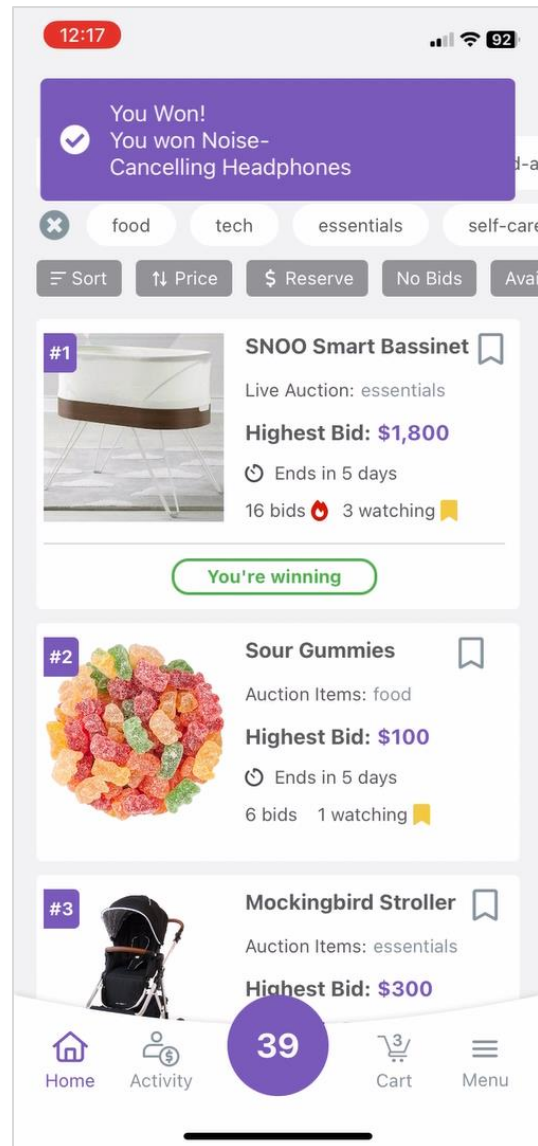 12:17
92
You Won!
You won Noise-
Cancelling Headphones
d-a
food tech essentials self-care
Sort Price $ Reserve No Bids Avai
#1
SNOO Smart Bassinet
Live Auction: essentials
Highest Bid: $1,800
Ends in 5 days
16 bids 3 watching
You're winning
#2
Sour Gummies
Auction Items: food
Highest Bid: $100
Ends in 5 days
6 bids 1 watching
#3
Mockingbird Stroller
Auction Items: essentials
Highest Bid: $300
39
3
$
Home Activity Cart Menu